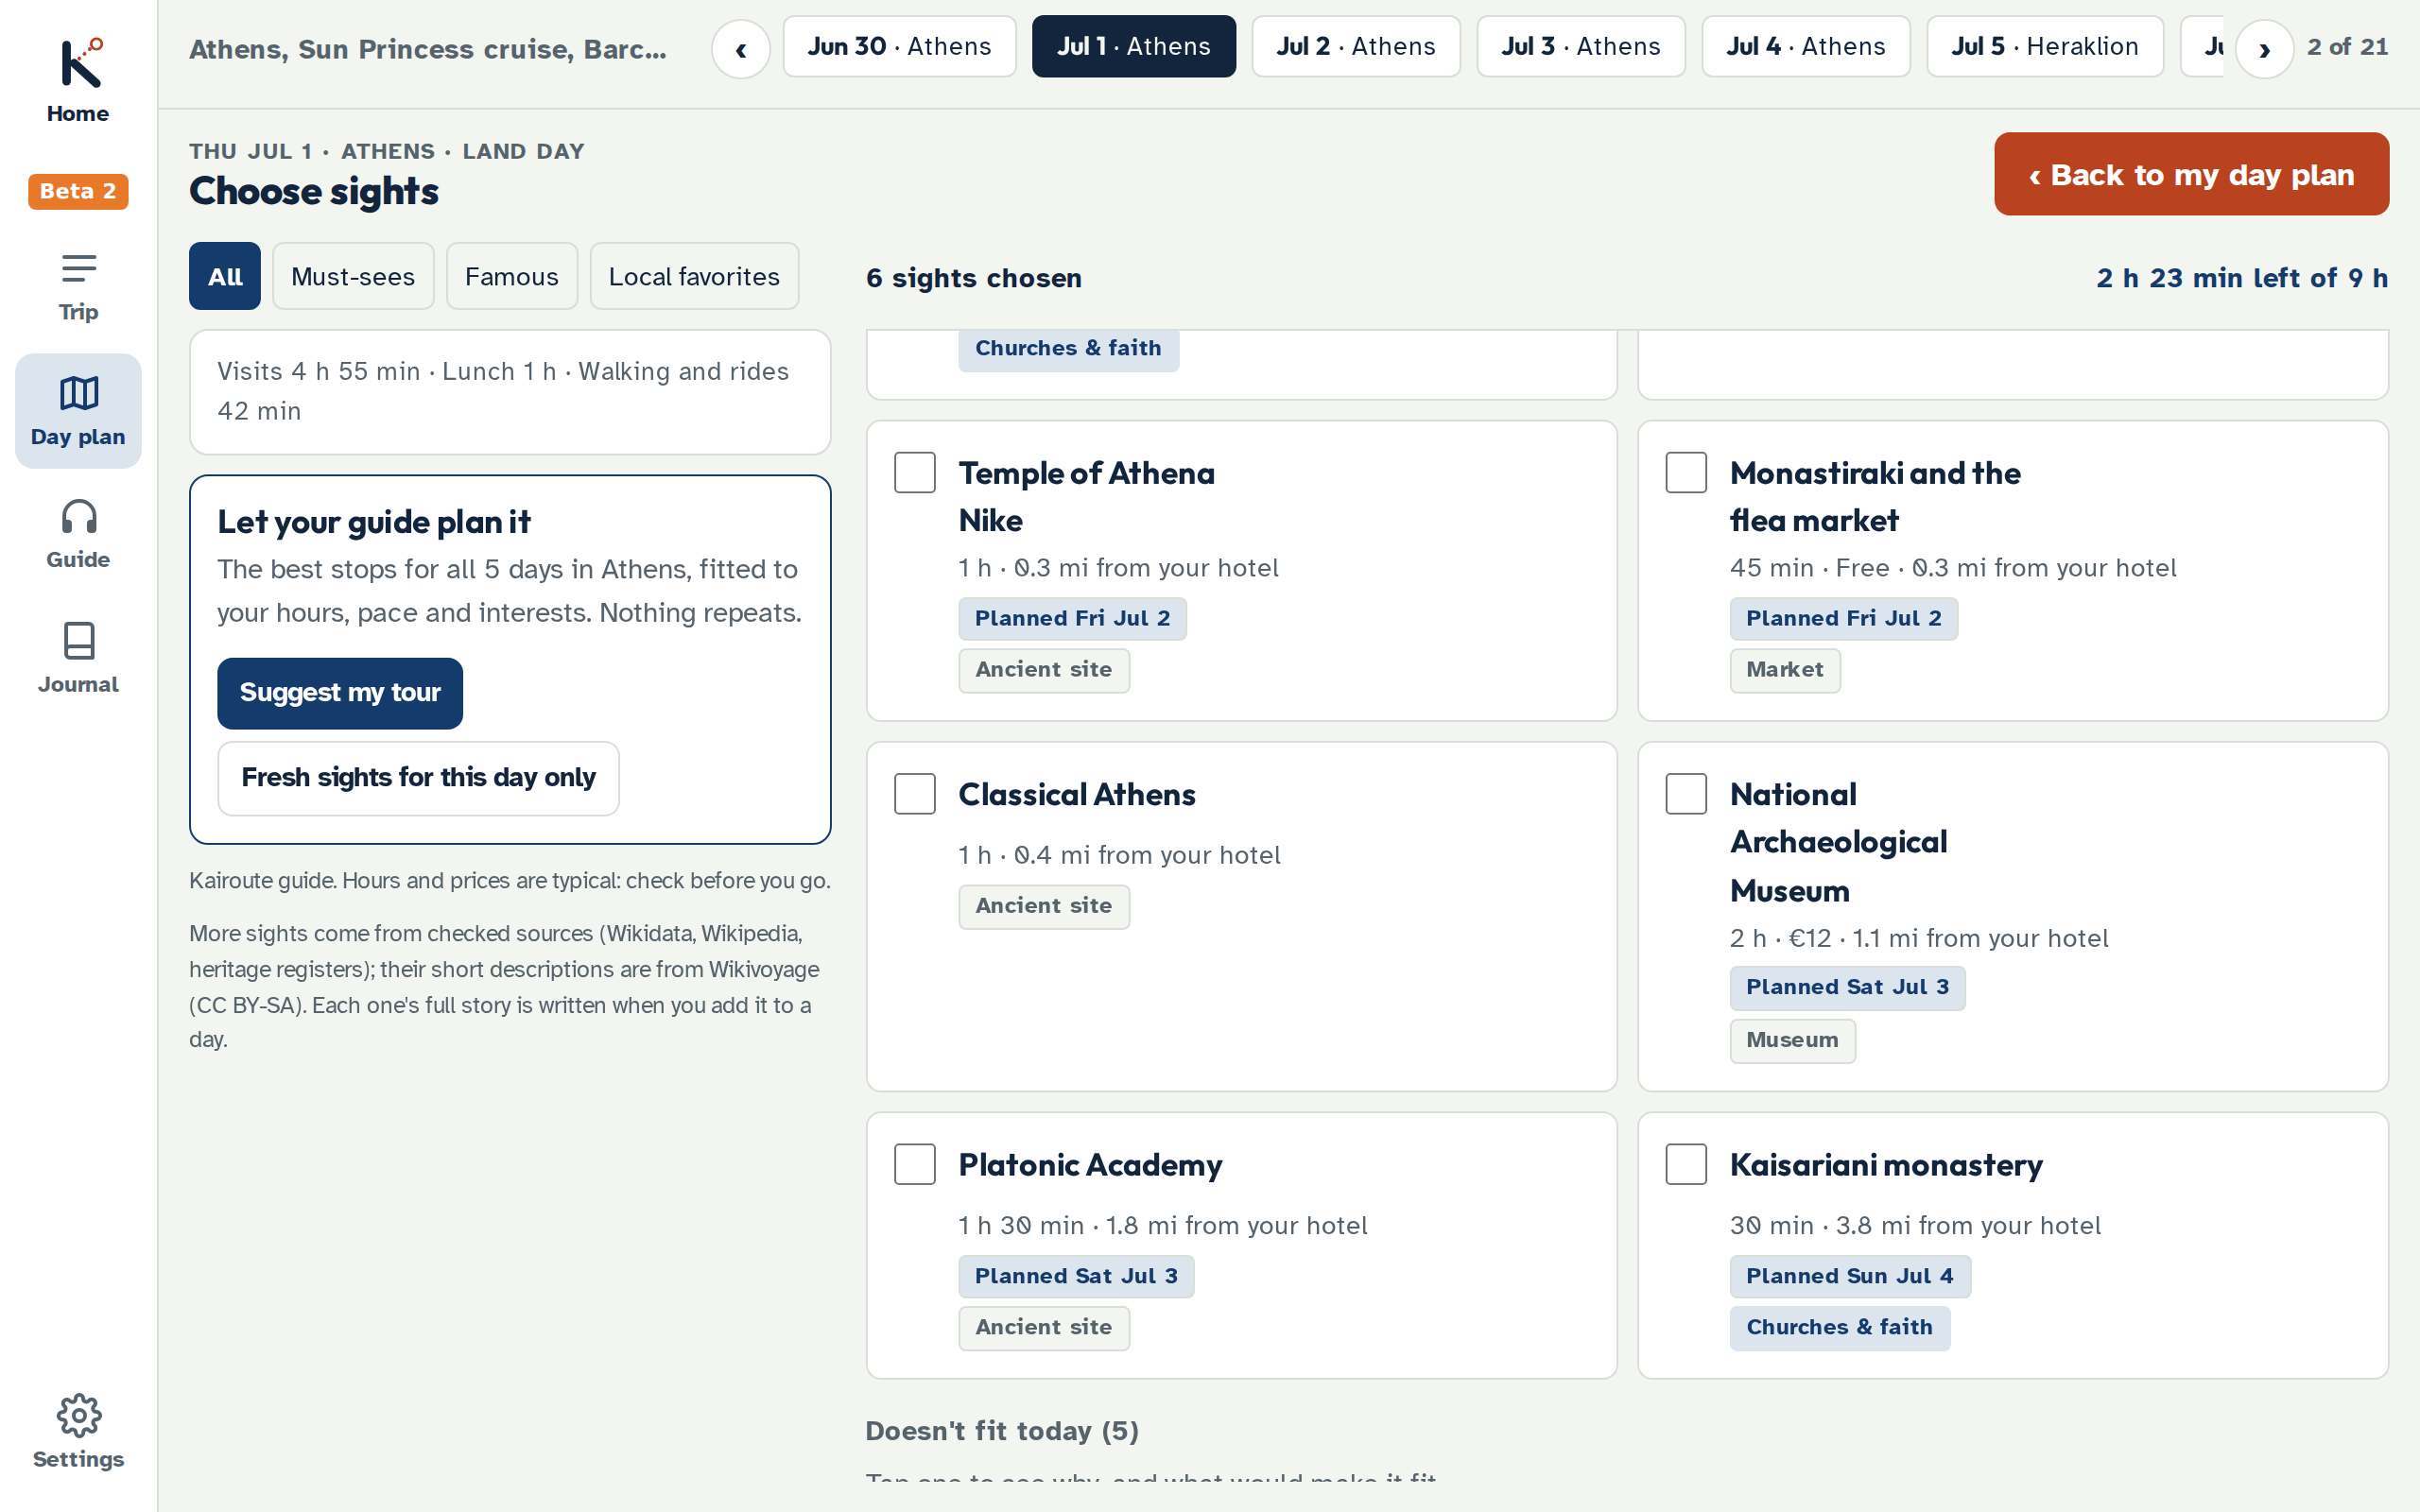 Home
Beta 2
Trip
Day plan
Guide
Journal
Settings
Athens, Sun Princess cruise, Barc...
‹
Jun 30 · Athens
Jul 1 · Athens
Jul 2 · Athens
Jul 3 · Athens
Jul 4 · Athens
Jul 5 · Heraklion
›
2 of 21
THU JUL 1 · ATHENS · LAND DAY
Choose sights
‹ Back to my day plan
All
Must-sees
Famous
Local favorites
6 sights chosen
2 h 23 min left of 9 h
Visits 4 h 55 min · Lunch 1 h · Walking and rides
42 min
Let your guide plan it
The best stops for all 5 days in Athens, fitted to
your hours, pace and interests. Nothing repeats.
Suggest my tour
Fresh sights for this day only
Kairoute guide. Hours and prices are typical: check before you go.
More sights come from checked sources (Wikidata, Wikipedia,
heritage registers); their short descriptions are from Wikivoyage
(CC BY-SA). Each one's full story is written when you add it to a
day.
Churches & faith
Temple of Athena
Nike
1 h · 0.3 mi from your hotel
Planned Fri Jul 2
Ancient site
Monastiraki and the
flea market
45 min · Free · 0.3 mi from your hotel
Planned Fri Jul 2
Market
Classical Athens
1 h · 0.4 mi from your hotel
Ancient site
National
Archaeological
Museum
2 h · €12 · 1.1 mi from your hotel
Planned Sat Jul 3
Museum
Platonic Academy
1 h 30 min · 1.8 mi from your hotel
Planned Sat Jul 3
Ancient site
Kaisariani monastery
30 min · 3.8 mi from your hotel
Planned Sun Jul 4
Churches & faith
Doesn't fit today (5)
Tap one to see why, and what would make it fit.